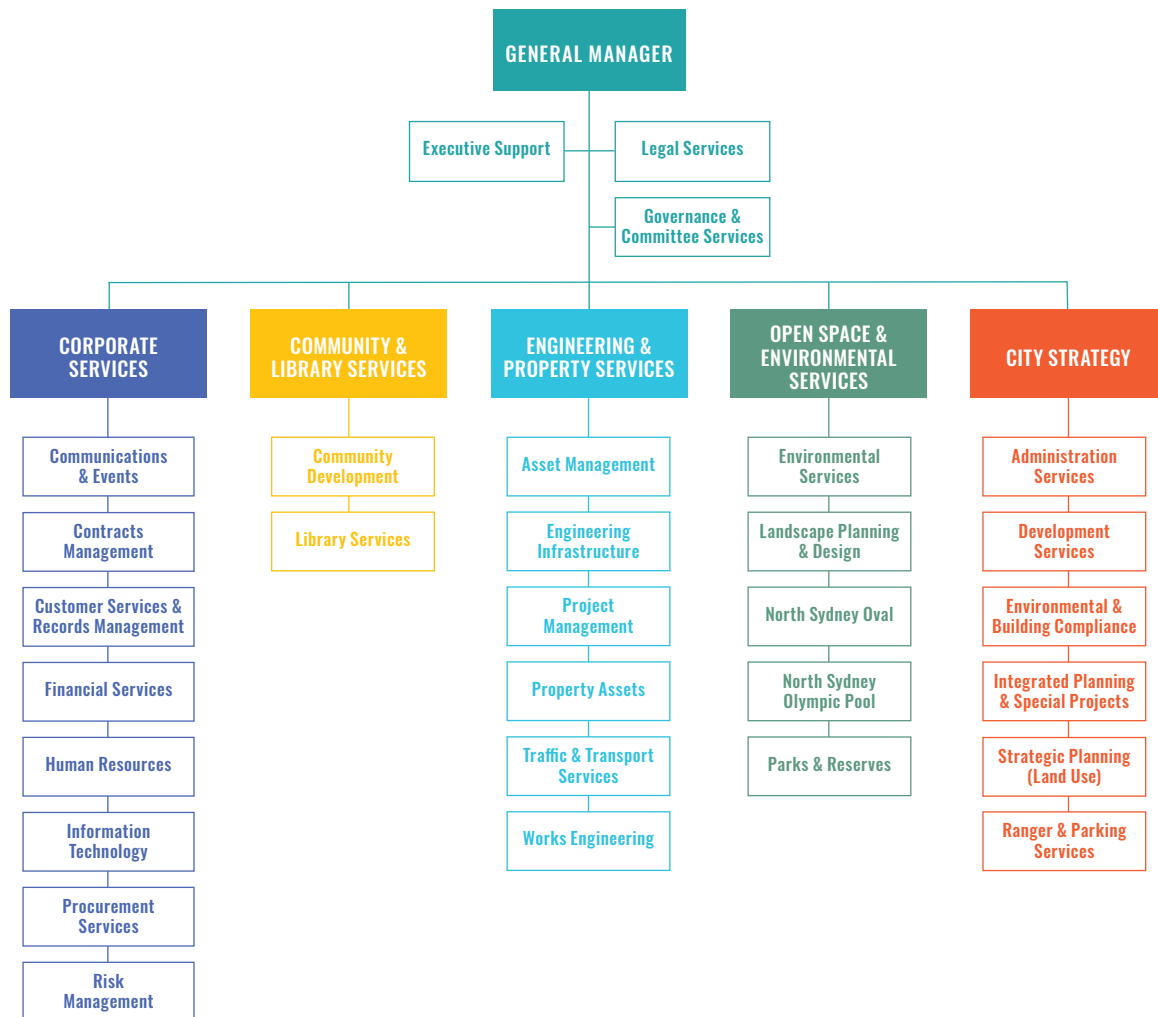 GENERAL MANAGER
Executive Support
Legal Services
Governance &
Committee Services
CORPORATE
SERVICES
Communications
& Events
Contracts
Management
Customer Services &
Records Management
Financial Services
Human Resources
Information
Technology
Procurement
Services
Risk
Management
COMMUNITY &
LIBRARY SERVICES
Community
Development
Library Services
ENGINEERING &
PROPERTY SERVICES
Asset Management
Engineering
Infrastructure
Project
Management
Property Assets
Traffic & Transport
Services
Works Engineering
OPEN SPACE &
ENVIRONMENTAL
SERVICES
Environmental
Services
Landscape Planning
& Design
North Sydney Oval
North Sydney
Olympic Pool
Parks & Reserves
CITY STRATEGY
Administration
Services
Development
Services
Environmental &
Building Compliance
Integrated Planning
& Special Projects
Strategic Planning
(Land Use)
Ranger & Parking
Services